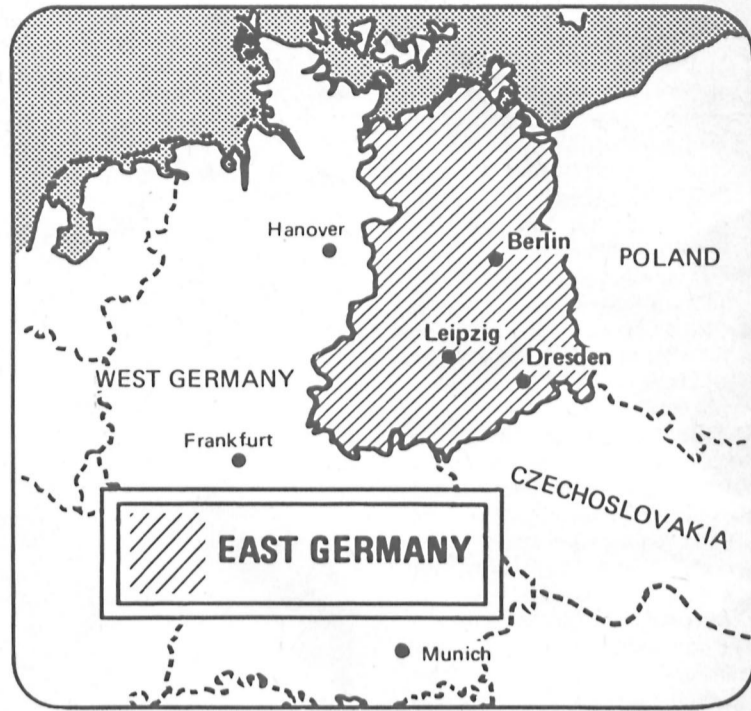 Hanover
Berlin
POLAND
Leipzig
Dresden
WEST GERMANY
Frankfurt
CZECHOSLOVAKIA
EAST GERMANY
Munich